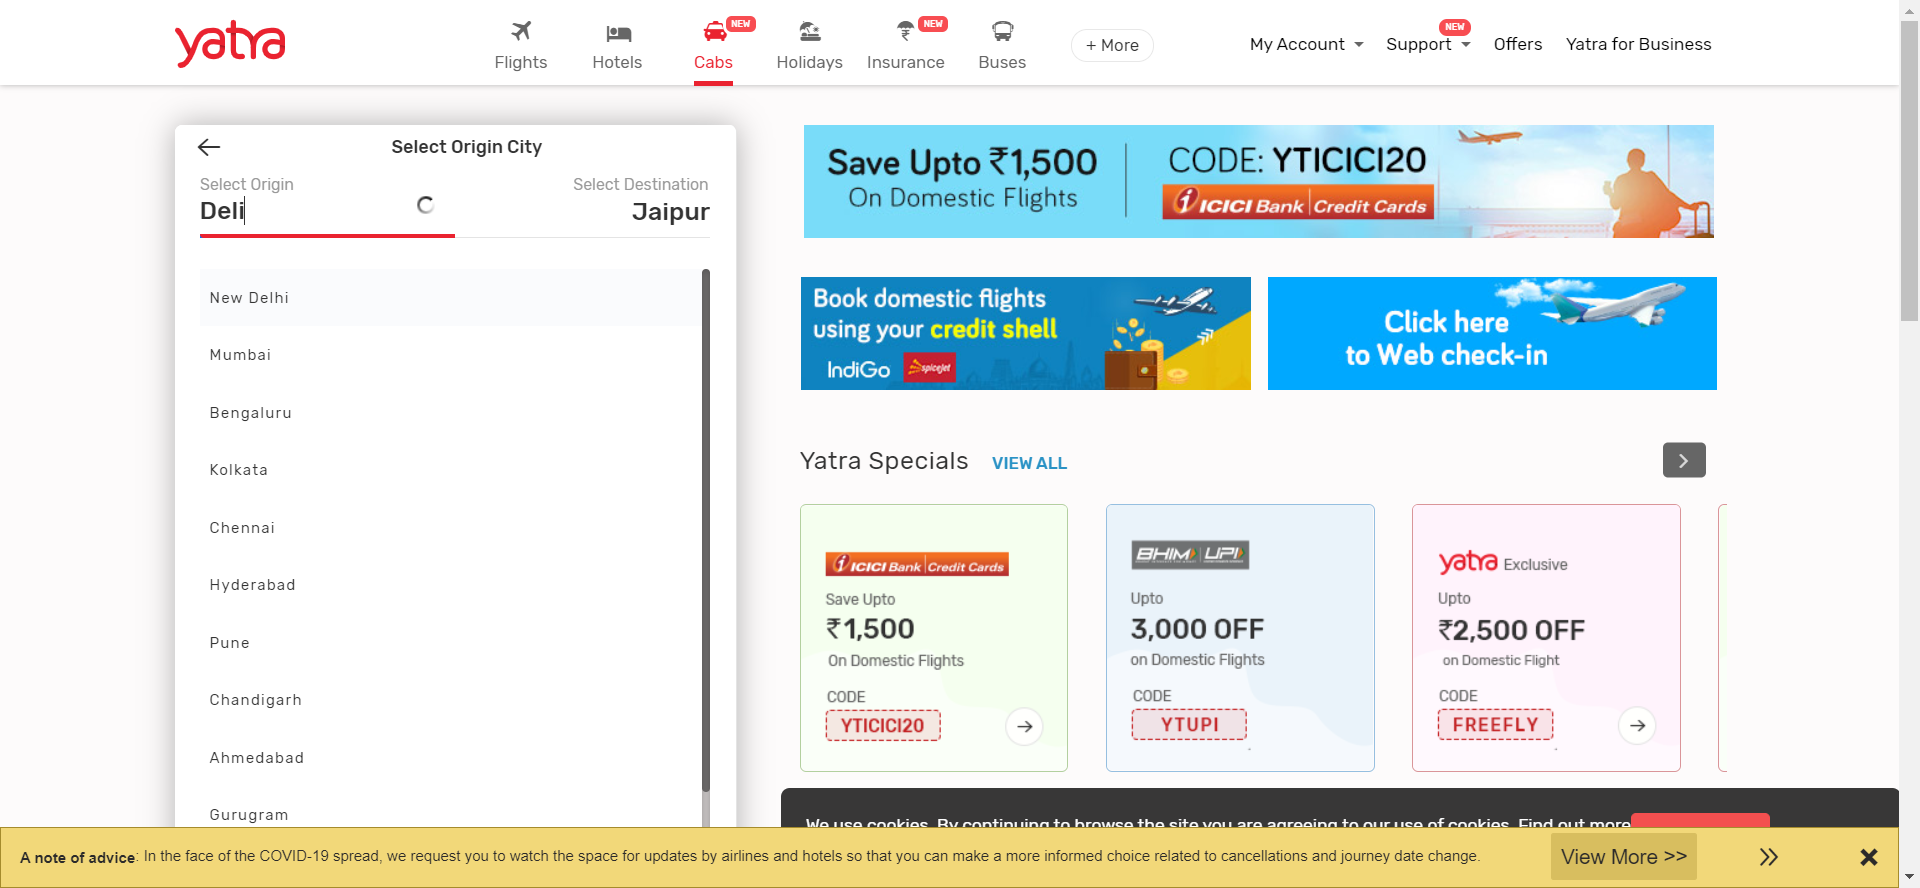 yatra
Flights
Hotels
NEW
Cabs
Holidays
NEW
Insurance
Buses
+ More
My Account
NEW
Support
Offers
Yatra for Business
Select Origin City
Select Origin
Deli
Select Destination
Jaipur
New Delhi
Mumbai
Bengaluru
Kolkata
Chennai
Hyderabad
Pune
Chandigarh
Ahmedabad
Gurugram
Save Upto ₹1,500
On Domestic Flights
CODE: YTICICI20
ICICI Bank Credit Cards
Book domestic flights
using your credit shell
IndiGo spicejet
Click here
to Web check-in
Yatra Specials VIEW ALL
ICICI Bank Credit Cards
Save Upto
₹1,500
On Domestic Flights
CODE
YTICICI20
BHIM UPI
Upto
3,000 OFF
on Domestic Flights
CODE
YTUPI
yatra Exclusive
Upto
₹2,500 OFF
on Domestic Flight
CODE
FREEFLY
We use cookies. By continuing to browse the site you are agreeing to our use of cookies. Find out more
A note of advice: In the face of the COVID-19 spread, we request you to watch the space for updates by airlines and hotels so that you can make a more informed choice related to cancellations and journey date change.
View More >>